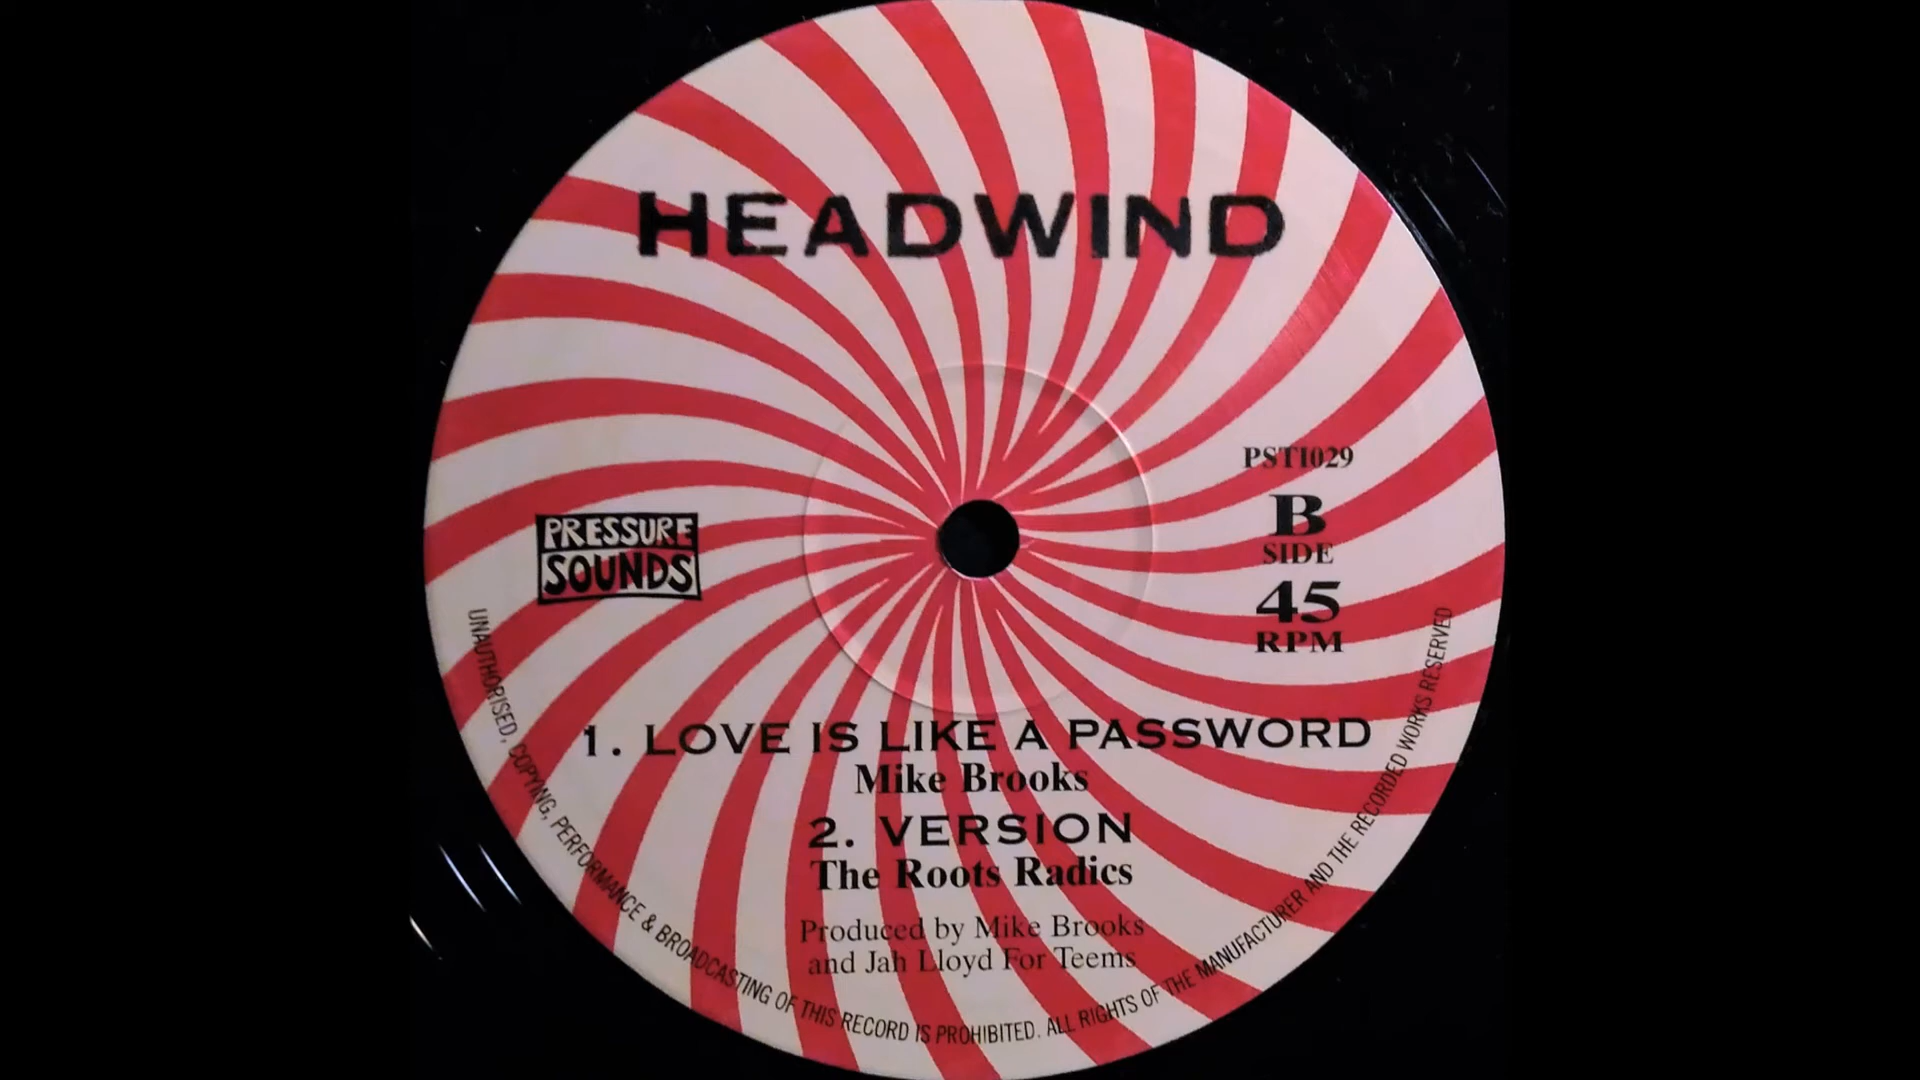 HEADWIND
PSTI029
B
SIDE
45
RPM
PRESSURE
SOUNDS
1. LOVE IS LIKE A PASSWORD
Mike Brooks
2. VERSION
The Roots Radics
Produced by Mike Brooks
and Jah Lloyd For Teems
UNAUTHORISED, COPYING, PERFORMANCE & BROADCASTING OF THIS RECORD IS PROHIBITED. ALL RIGHTS OF THE MANUFACTURER AND THE RECORDED WORKS RESERVED